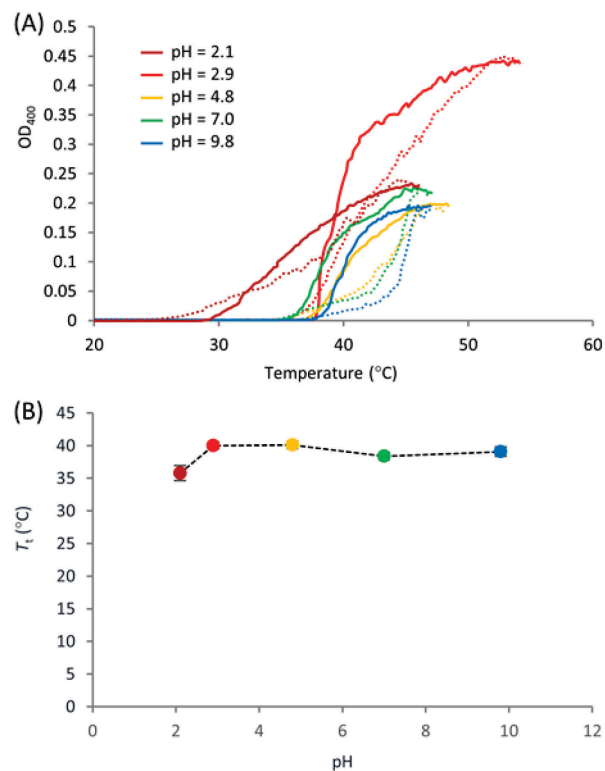 (A)
0.5
0.45
0.4
0.35
0.3
0.25
0.2
0.15
0.1
0.05
0
OD400
pH = 2.1
pH = 2.9
pH = 4.8
pH = 7.0
pH = 9.8
20 30 40 50 60
Temperature (°C)
(B)
45
40
35
30
25
20
15
10
5
0
Tt (°C)
0 2 4 6 8 10 12
pH